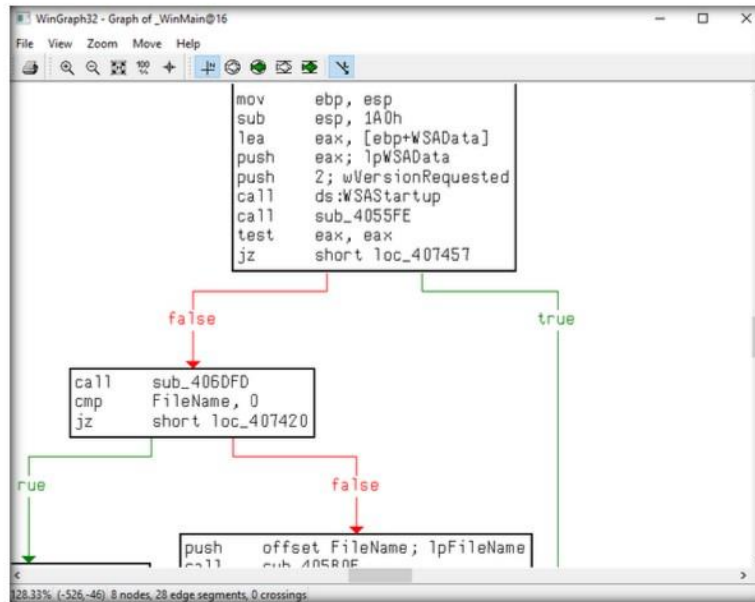 WinGraph32 - Graph of _WinMain@16
File View Zoom Move Help
100
%
mov ebp, esp
sub esp, 1A0h
lea eax, [ebp+WSAData]
push eax; lpWSAData
push 2; wVersionRequested
call ds:WSAStartup
call sub_4055FE
test eax, eax
jz short loc_407457
false
true
call sub_406DFD
cmp FileName, 0
jz short loc_407420
rue
false
push offset FileName; lpFileName
128.33% (-526,-46) 8 nodes, 28 edge segments, 0 crossings